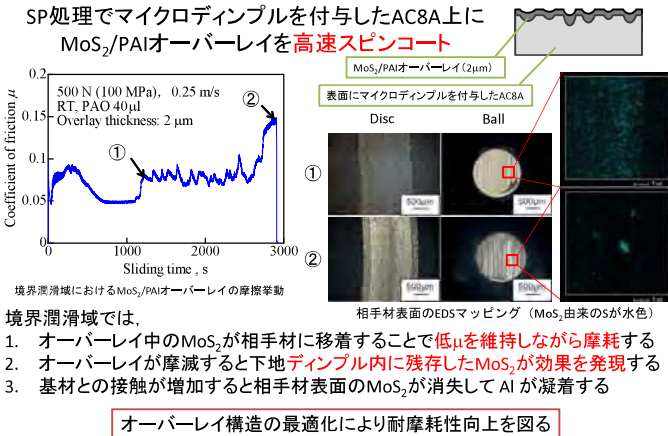 SP処理でマイクロディンプルを付与したAC8A上に
MoS₂/PAIオーバーレイを高速スピンコート
MoS₂/PAIオーバーレイ（2μm）
表面にマイクロディンプルを付与したAC8A
Coefficient of friction μ
0.2
0.15
0.1
0.05
0
500 N (100 MPa), 0.25 m/s
RT, PAO 40μl
Overlay thickness: 2 μm
①
②
0
1000
2000
3000
Sliding time , s
境界潤滑域におけるMoS₂/PAIオーバーレイの摩擦挙動
Disc
Ball
①
500μm
500μm
②
500μm
500μm
相手材表面のEDSマッピング（MoS₂由来のSが水色）
境界潤滑域では，
1. オーバーレイ中のMoS₂が相手材に移着することで低μを維持しながら摩耗する
2. オーバーレイが摩滅すると下地ディンプル内に残存したMoS₂が効果を発現する
3. 基材との接触が増加すると相手材表面のMoS₂が消失して Al が凝着する
オーバーレイ構造の最適化により耐摩耗性向上を図る